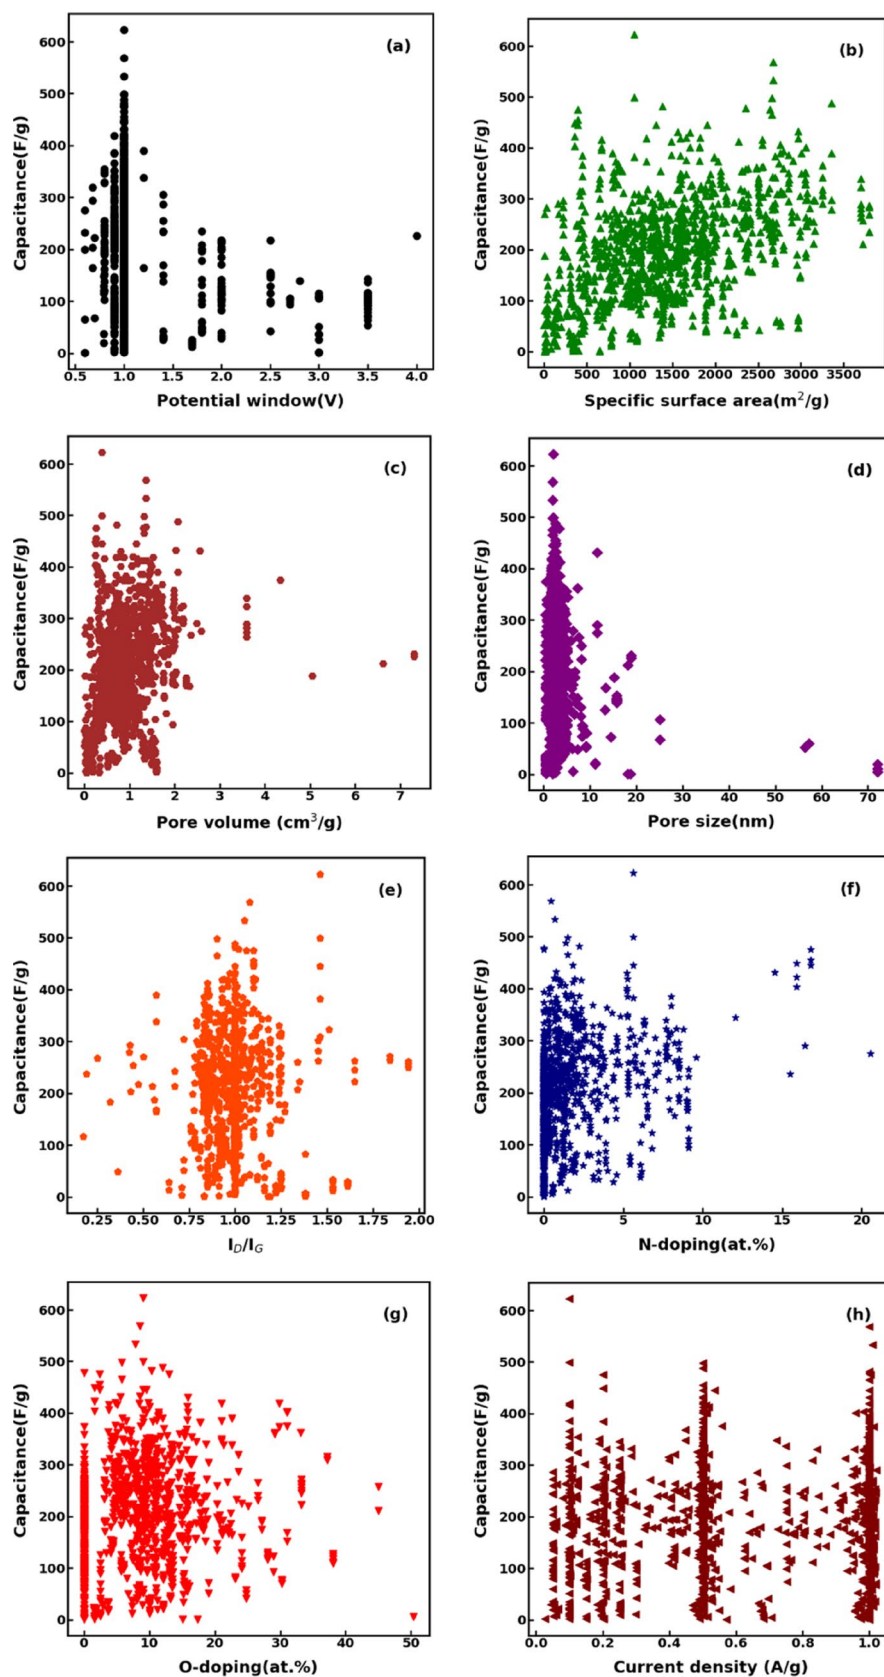 (a)
600
500
400
300
200
100
0
Capacitance(F/g)
0.5 1.0 1.5 2.0 2.5 3.0 3.5 4.0
Potential window(V)
(b)
600
500
400
300
200
100
0
Capacitance(F/g)
0 500 1000 1500 2000 2500 3000 3500
Specific surface area(m²/g)
(c)
600
500
400
300
200
100
0
Capacitance(F/g)
0 1 2 3 4 5 6 7
Pore volume (cm³/g)
(d)
600
500
400
300
200
100
0
Capacitance(F/g)
0 10 20 30 40 50 60 70
Pore size(nm)
(e)
600
500
400
300
200
100
0
Capacitance(F/g)
0.25 0.50 0.75 1.00 1.25 1.50 1.75 2.00
I_D/I_G
(f)
600
500
400
300
200
100
0
Capacitance(F/g)
0 5 10 15 20
N-doping(at.%)
(g)
600
500
400
300
200
100
0
Capacitance(F/g)
0 10 20 30 40 50
O-doping(at.%)
(h)
600
500
400
300
200
100
0
Capacitance(F/g)
0.0 0.2 0.4 0.6 0.8 1.0
Current density (A/g)